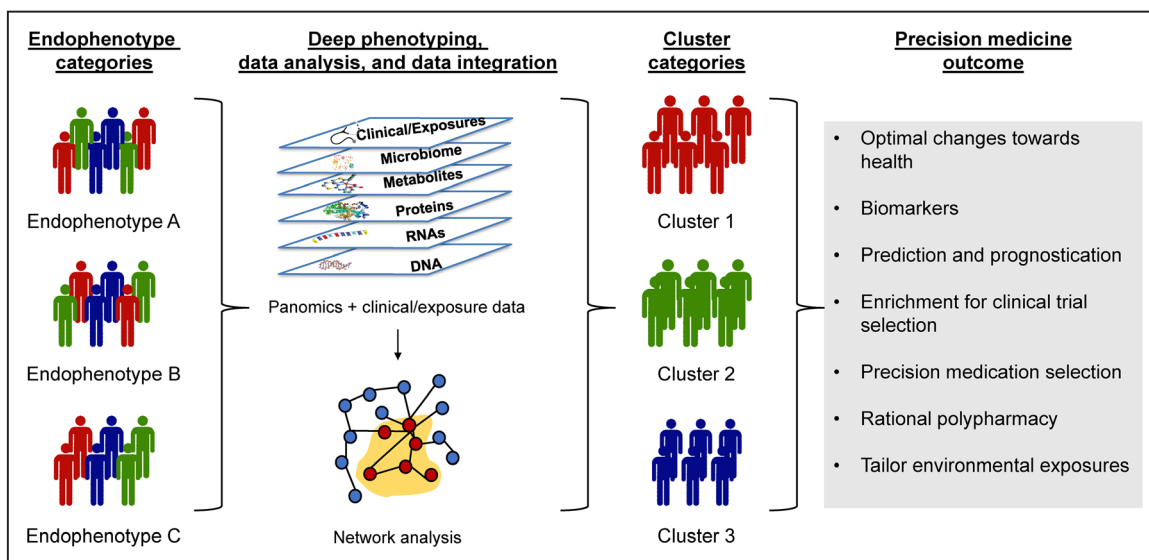 Endophenotype
categories
Endophenotype A
Endophenotype B
Endophenotype C
Deep phenotyping,
data analysis, and data integration
Clinical/Exposures
Microbiome
Metabolites
Proteins
RNAs
DNA
Panomics + clinical/exposure data
Network analysis
Cluster
categories
Cluster 1
Cluster 2
Cluster 3
Precision medicine
outcome
• Optimal changes towards
health
• Biomarkers
• Prediction and prognostication
• Enrichment for clinical trial
selection
• Precision medication selection
• Rational polypharmacy
• Tailor environmental exposures